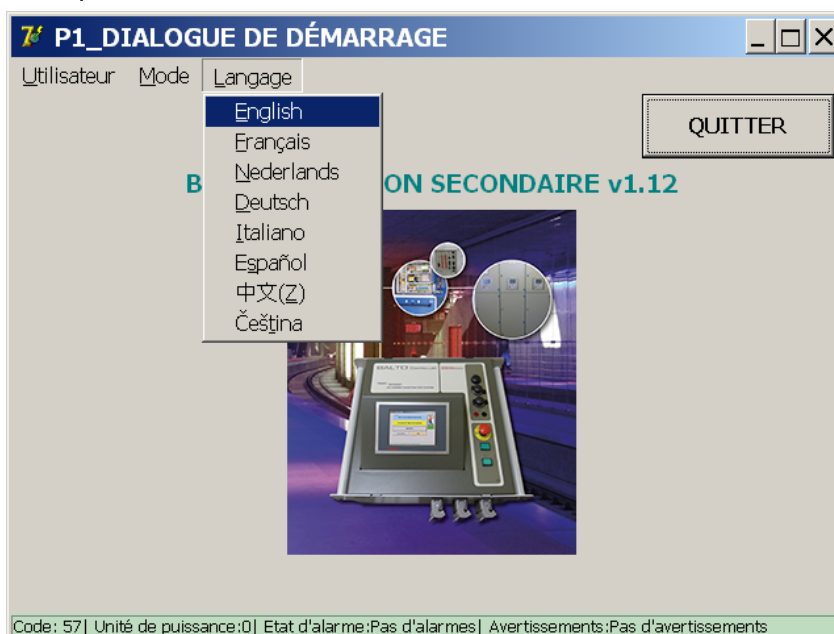 P1_DIALOGUE DE DÉMARRAGE
Utilisateur Mode Langage
English
Français
Nederlands
Deutsch
Italiano
Español
中文(Z)
Čeština
QUITTER
B ON SECONDAIRE v1.12
BALTO
Code: 57| Unité de puissance:0| Etat d'alarme:Pas d'alarmes| Avertissements:Pas d'avertissements